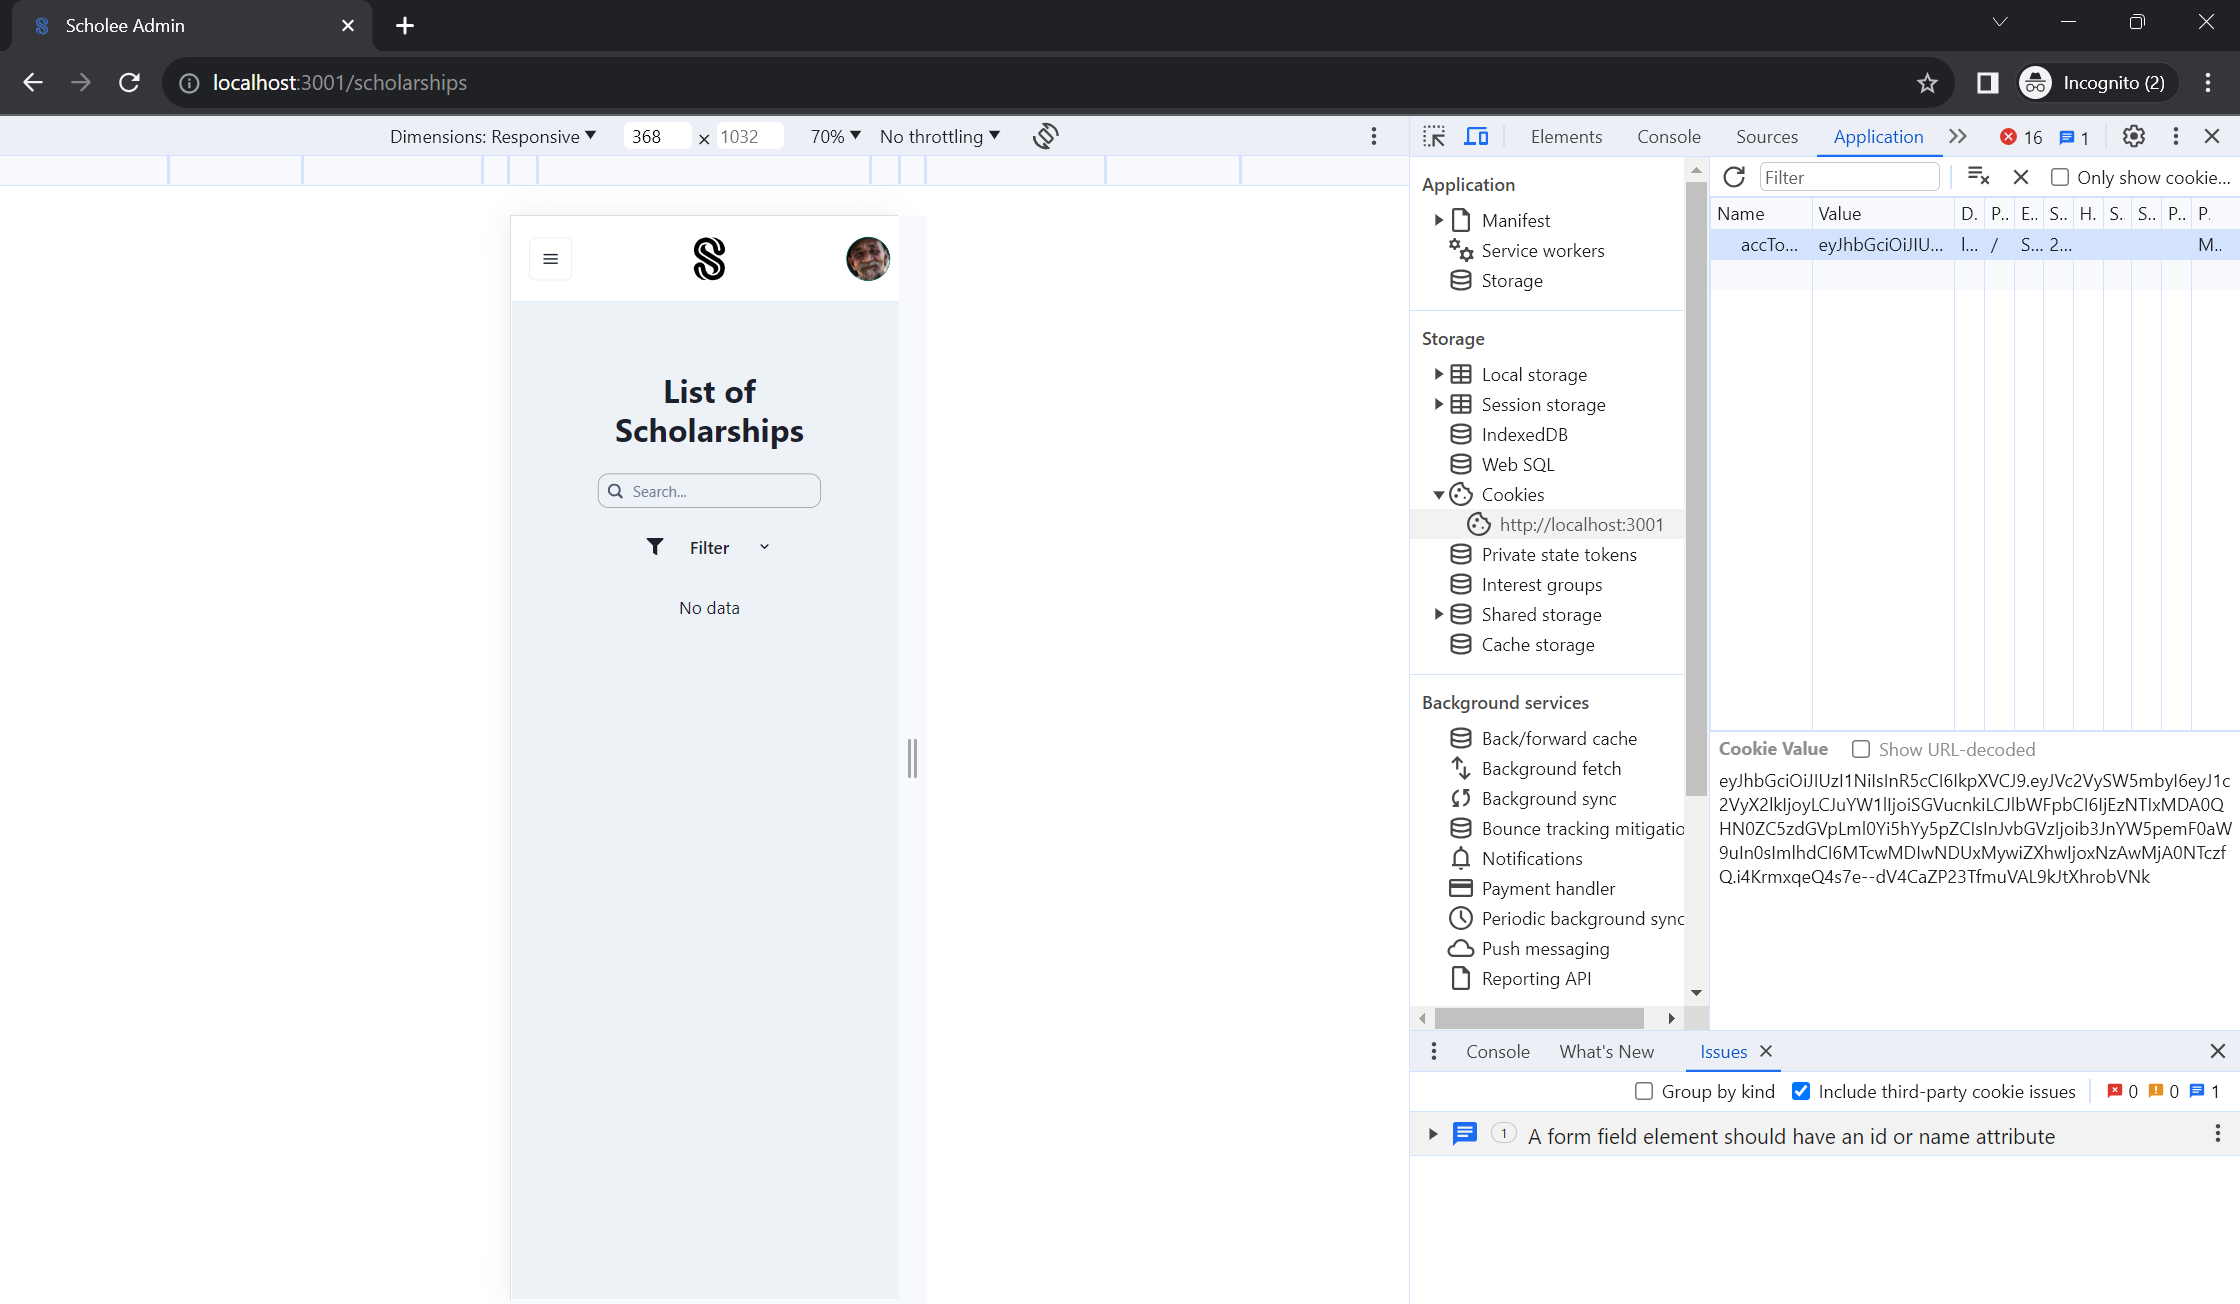 Scholee Admin
localhost:3001/scholarships
Incognito (2)
Dimensions: Responsive 368 × 1032 70% No throttling
Elements Console Sources Application 16 1
Application
Manifest
Service workers
Storage
Storage
Local storage
Session storage
IndexedDB
Web SQL
Cookies
http://localhost:3001
Private state tokens
Interest groups
Shared storage
Cache storage
Background services
Back/forward cache
Background fetch
Background sync
Bounce tracking mitigatio
Notifications
Payment handler
Periodic background sync
Push messaging
Reporting API
Filter Only show cookie...
Name Value D. P.. E.. S.. H. S. S.. P.. P.
accTo... eyJhbGciOiJIU... l... / S... 2... M..
Cookie Value Show URL-decoded
eyJhbGciOiJIUzI1NiIsInR5cCI6IkpXVCJ9.eyJVc2VySW5mbyI6eyJ1c
2VyX2lkIjoyLCJuYW1lIjoiSGVucnkiLCJlbWFpbCI6IjEzNTIxMDA0Q
HN0ZC5zdGVpLml0Yi5hYy5pZCIsInJvbGVzIjoib3JnYW5pemF0aW
9uIn0sImlhdCI6MTcwMDIwNDUxMywiZXhwIjoxNzAwMjA0NTczf
Q.i4KrmxqeQ4s7e--dV4CaZP23TfmuVAL9kJtXhrobVNk
List of
Scholarships
Search...
Filter
No data
Console What's New Issues
Group by kind Include third-party cookie issues 0 0 1
1 A form field element should have an id or name attribute